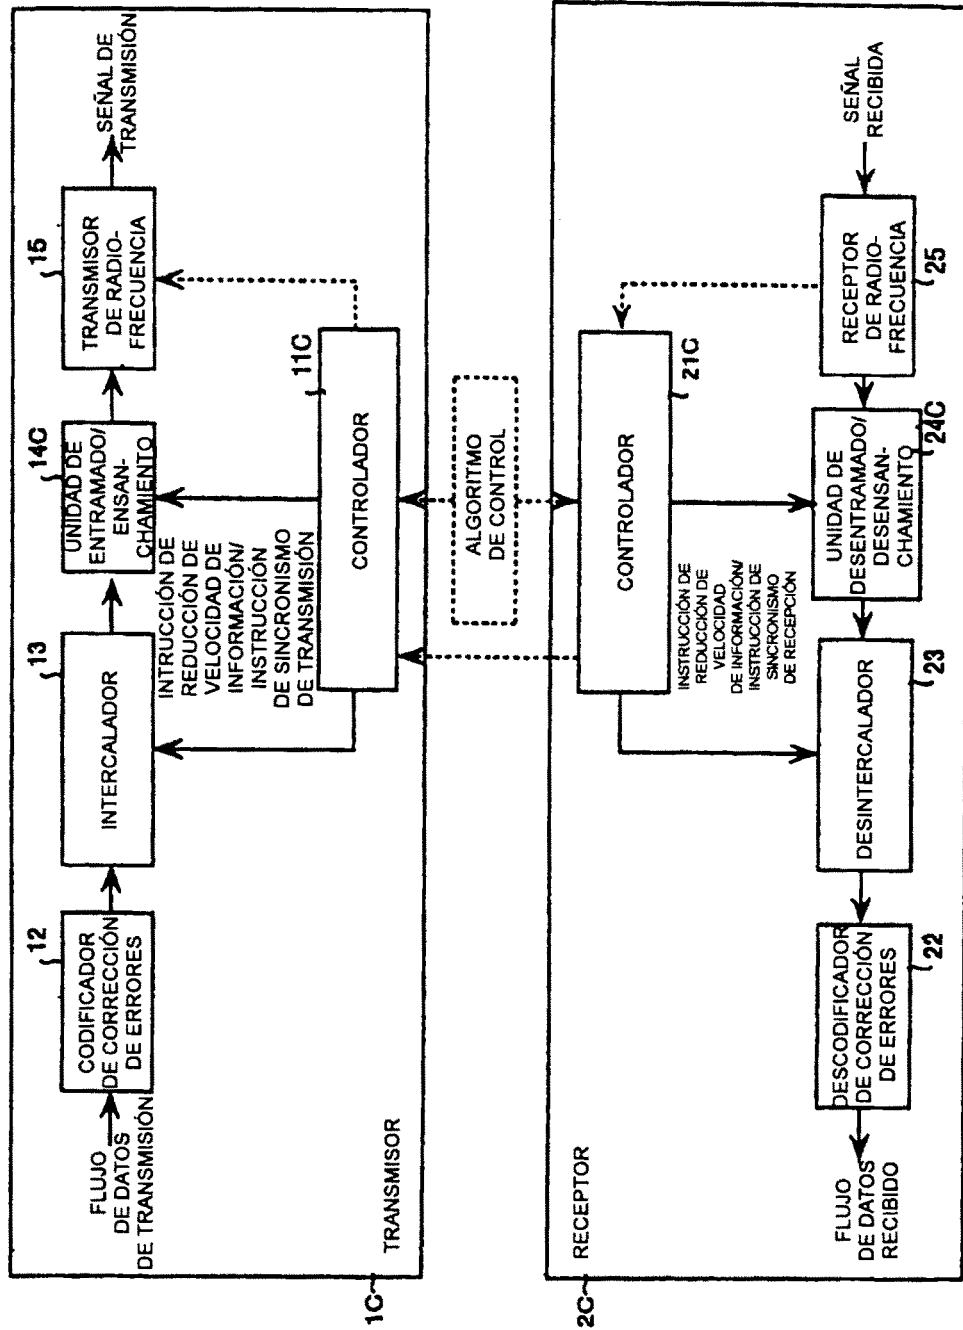 12
CODIFICADOR
DE CORRECCIÓN
DE ERRORES
FLUJO
DE DATOS
DE TRANSMISIÓN
13
INTERCALADOR
14C
UNIDAD DE
ENTRAMADO/
ENSAN-
CHAMIENTO
15
TRANSMISOR
DE RADIO-
FRECUENCIA
SEÑAL DE
TRANSMISIÓN
INTRUCCIÓN DE
REDUCCIÓN DE
VELOCIDAD DE
INFORMACIÓN/
INSTRUCCIÓN
DE SINCRONISMO
DE TRANSMISIÓN
11C
CONTROLADOR
TRANSMISOR
1C
ALGORITMO
DE CONTROL
RECEPTOR
2C
CONTROLADOR
21C
INSTRUCCIÓN DE
REDUCCIÓN DE
VELOCIDAD
DE INFORMACIÓN/
INSTRUCCIÓN DE
SINCRONISMO
DE RECEPCIÓN
SEÑAL
RECIBIDA
RECEPTOR
DE RADIO-
FRECUENCIA
25
UNIDAD DE
DESENTRAMADO/
DESENSAN-
CHAMIENTO
24C
DESINTERCALADOR
23
DESCODIFICADOR
DE CORRECCIÓN
DE ERRORES
22
FLUJO
DE DATOS
RECIBIDO